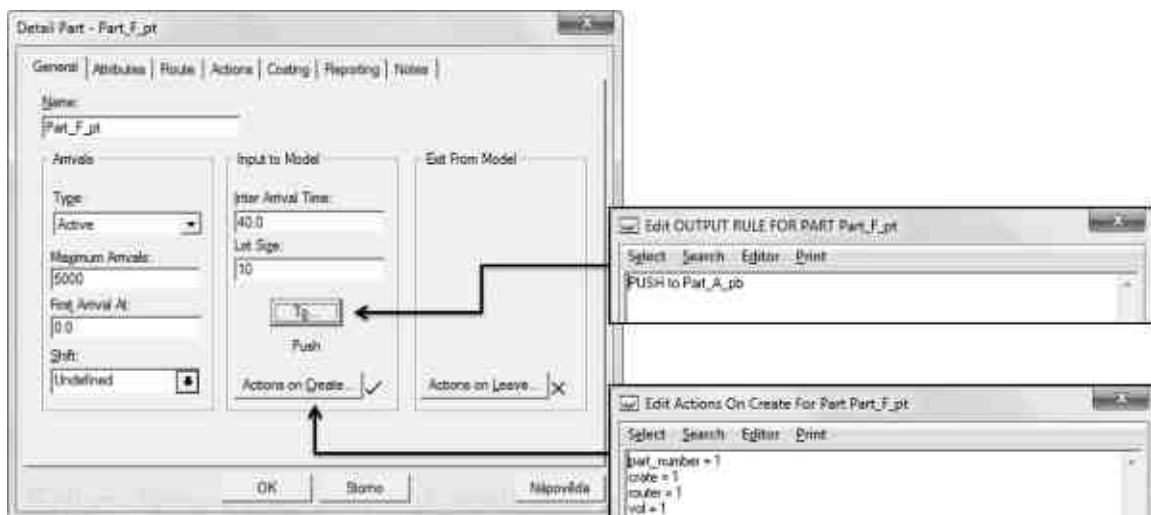 Detail Part - Part_F_pt
General Attributes Route Actions Costing Reporting Notes
Name:
Part_F_pt
Arrivals
Type:
Active
Maximum Arrivals:
5000
First Arrival At:
0.0
Shift:
Undefined
Input to Model
Inter Arrival Time:
40.0
Lot Size:
10
To...
Push
Actions on Create...
Exit From Model
Actions on Leave...
OK
Storno
Nápověda
Edit OUTPUT RULE FOR PART Part_F_pt
Select Search Editor Print
PUSH to Part_A_pb
Edit Actions On Create For Part Part_F_pt
Select Search Editor Print
part_number = 1
crate = 1
router = 1
vol = 1